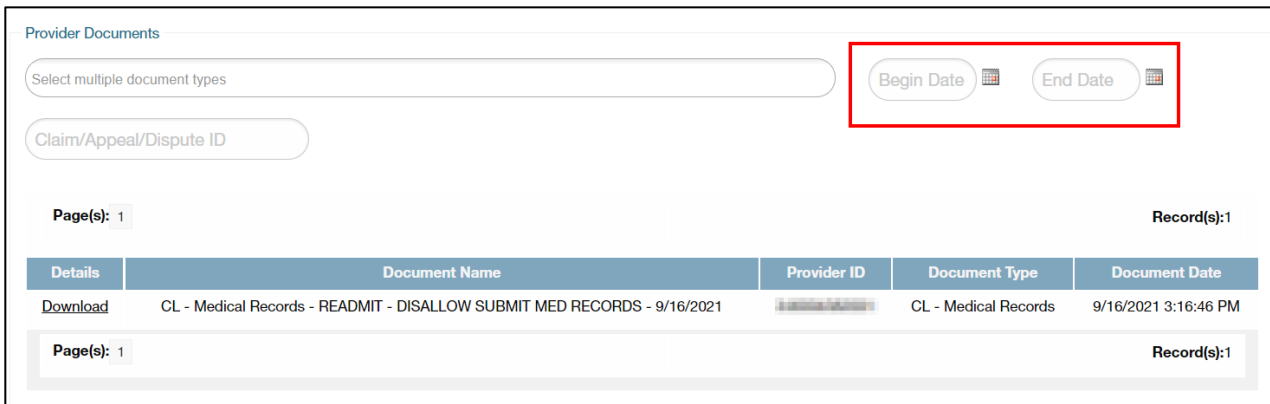 Provider Documents
Select multiple document types
Begin Date End Date
Claim/Appeal/Dispute ID
Page(s): 1 Record(s):1
Details Document Name Provider ID Document Type Document Date
Download CL - Medical Records - READMIT - DISALLOW SUBMIT MED RECORDS - 9/16/2021 CL - Medical Records 9/16/2021 3:16:46 PM
Page(s): 1 Record(s):1